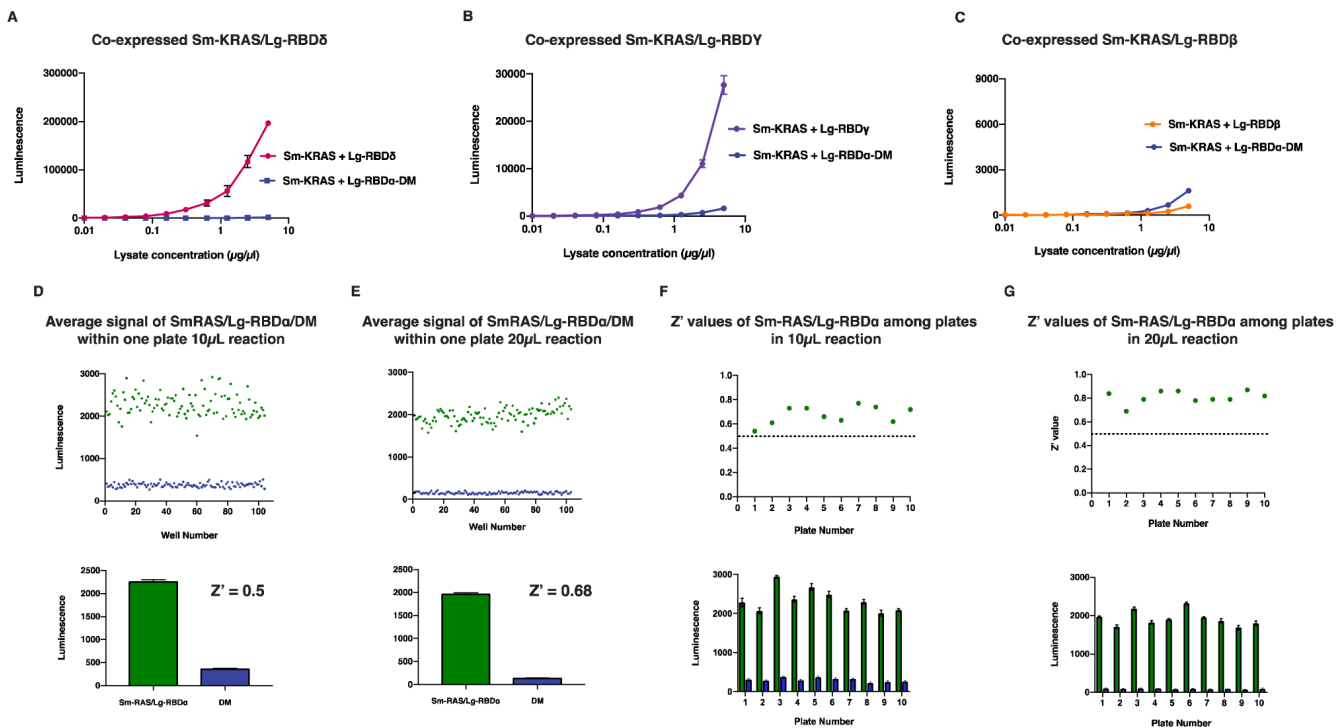 A
Co-expressed Sm-KRAS/Lg-RBDδ
Luminescence
300000
200000
100000
0
0.01
0.1
1
10
Lysate concentration (µg/µl)
Sm-KRAS + Lg-RBDδ
Sm-KRAS + Lg-RBDα-DM
B
Co-expressed Sm-KRAS/Lg-RBDY
Luminescence
30000
20000
10000
0
0.01
0.1
1
10
Lysate concentration (µg/µl)
Sm-KRAS + Lg-RBDγ
Sm-KRAS + Lg-RBDα-DM
C
Co-expressed Sm-KRAS/Lg-RBDβ
Luminescence
9000
6000
3000
0
0.01
0.1
1
10
Lysate concentration (µg/µl)
Sm-KRAS + Lg-RBDβ
Sm-KRAS + Lg-RBDα-DM
D
Average signal of SmRAS/Lg-RBDα/DM
within one plate 10µL reaction
Luminescence
3000
2000
1000
0
0 20 40 60 80 100
Well Number
Luminescence
2500
2000
1500
1000
500
0
Z' = 0.5
Sm-RAS/Lg-RBDα
DM
E
Average signal of SmRAS/Lg-RBDα/DM
within one plate 20µL reaction
3000
2000
1000
0
0 20 40 60 80 100
Well Number
2500
2000
1500
1000
500
0
Z' = 0.68
Sm-RAS/Lg-RBDα
DM
F
Z' values of Sm-RAS/Lg-RBDα among plates
in 10µL reaction
1.0
0.8
0.6
0.4
0.2
0.0
0 1 2 3 4 5 6 7 8 9 10
Plate Number
Luminescence
3000
2000
1000
0
1 2 3 4 5 6 7 8 9 10
Plate Number
G
Z' values of Sm-RAS/Lg-RBDα among plates
in 20µL reaction
Z' value
1.0
0.8
0.6
0.4
0.2
0.0
0 1 2 3 4 5 6 7 8 9 10
Plate Number
Luminescence
3000
2000
1000
0
1 2 3 4 5 6 7 8 9 10
Plate Number